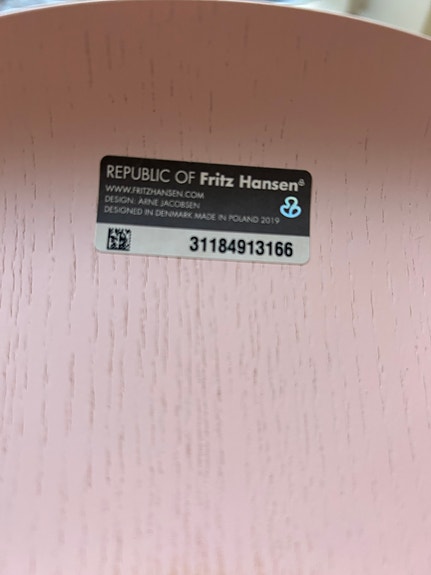 REPUBLIC OF Fritz Hansen®
WWW.FRITZHANSEN.COM
DESIGN: ARNE JACOBSEN
DESIGNED IN DENMARK MADE IN POLAND 2019
31184913166